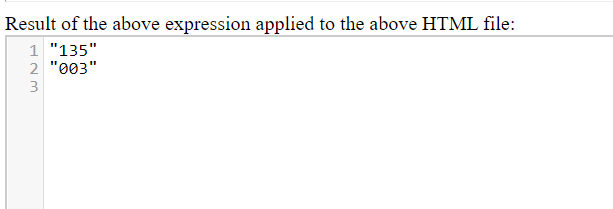 Result of the above expression applied to the above HTML file:
1 "135"
2 "003"
3